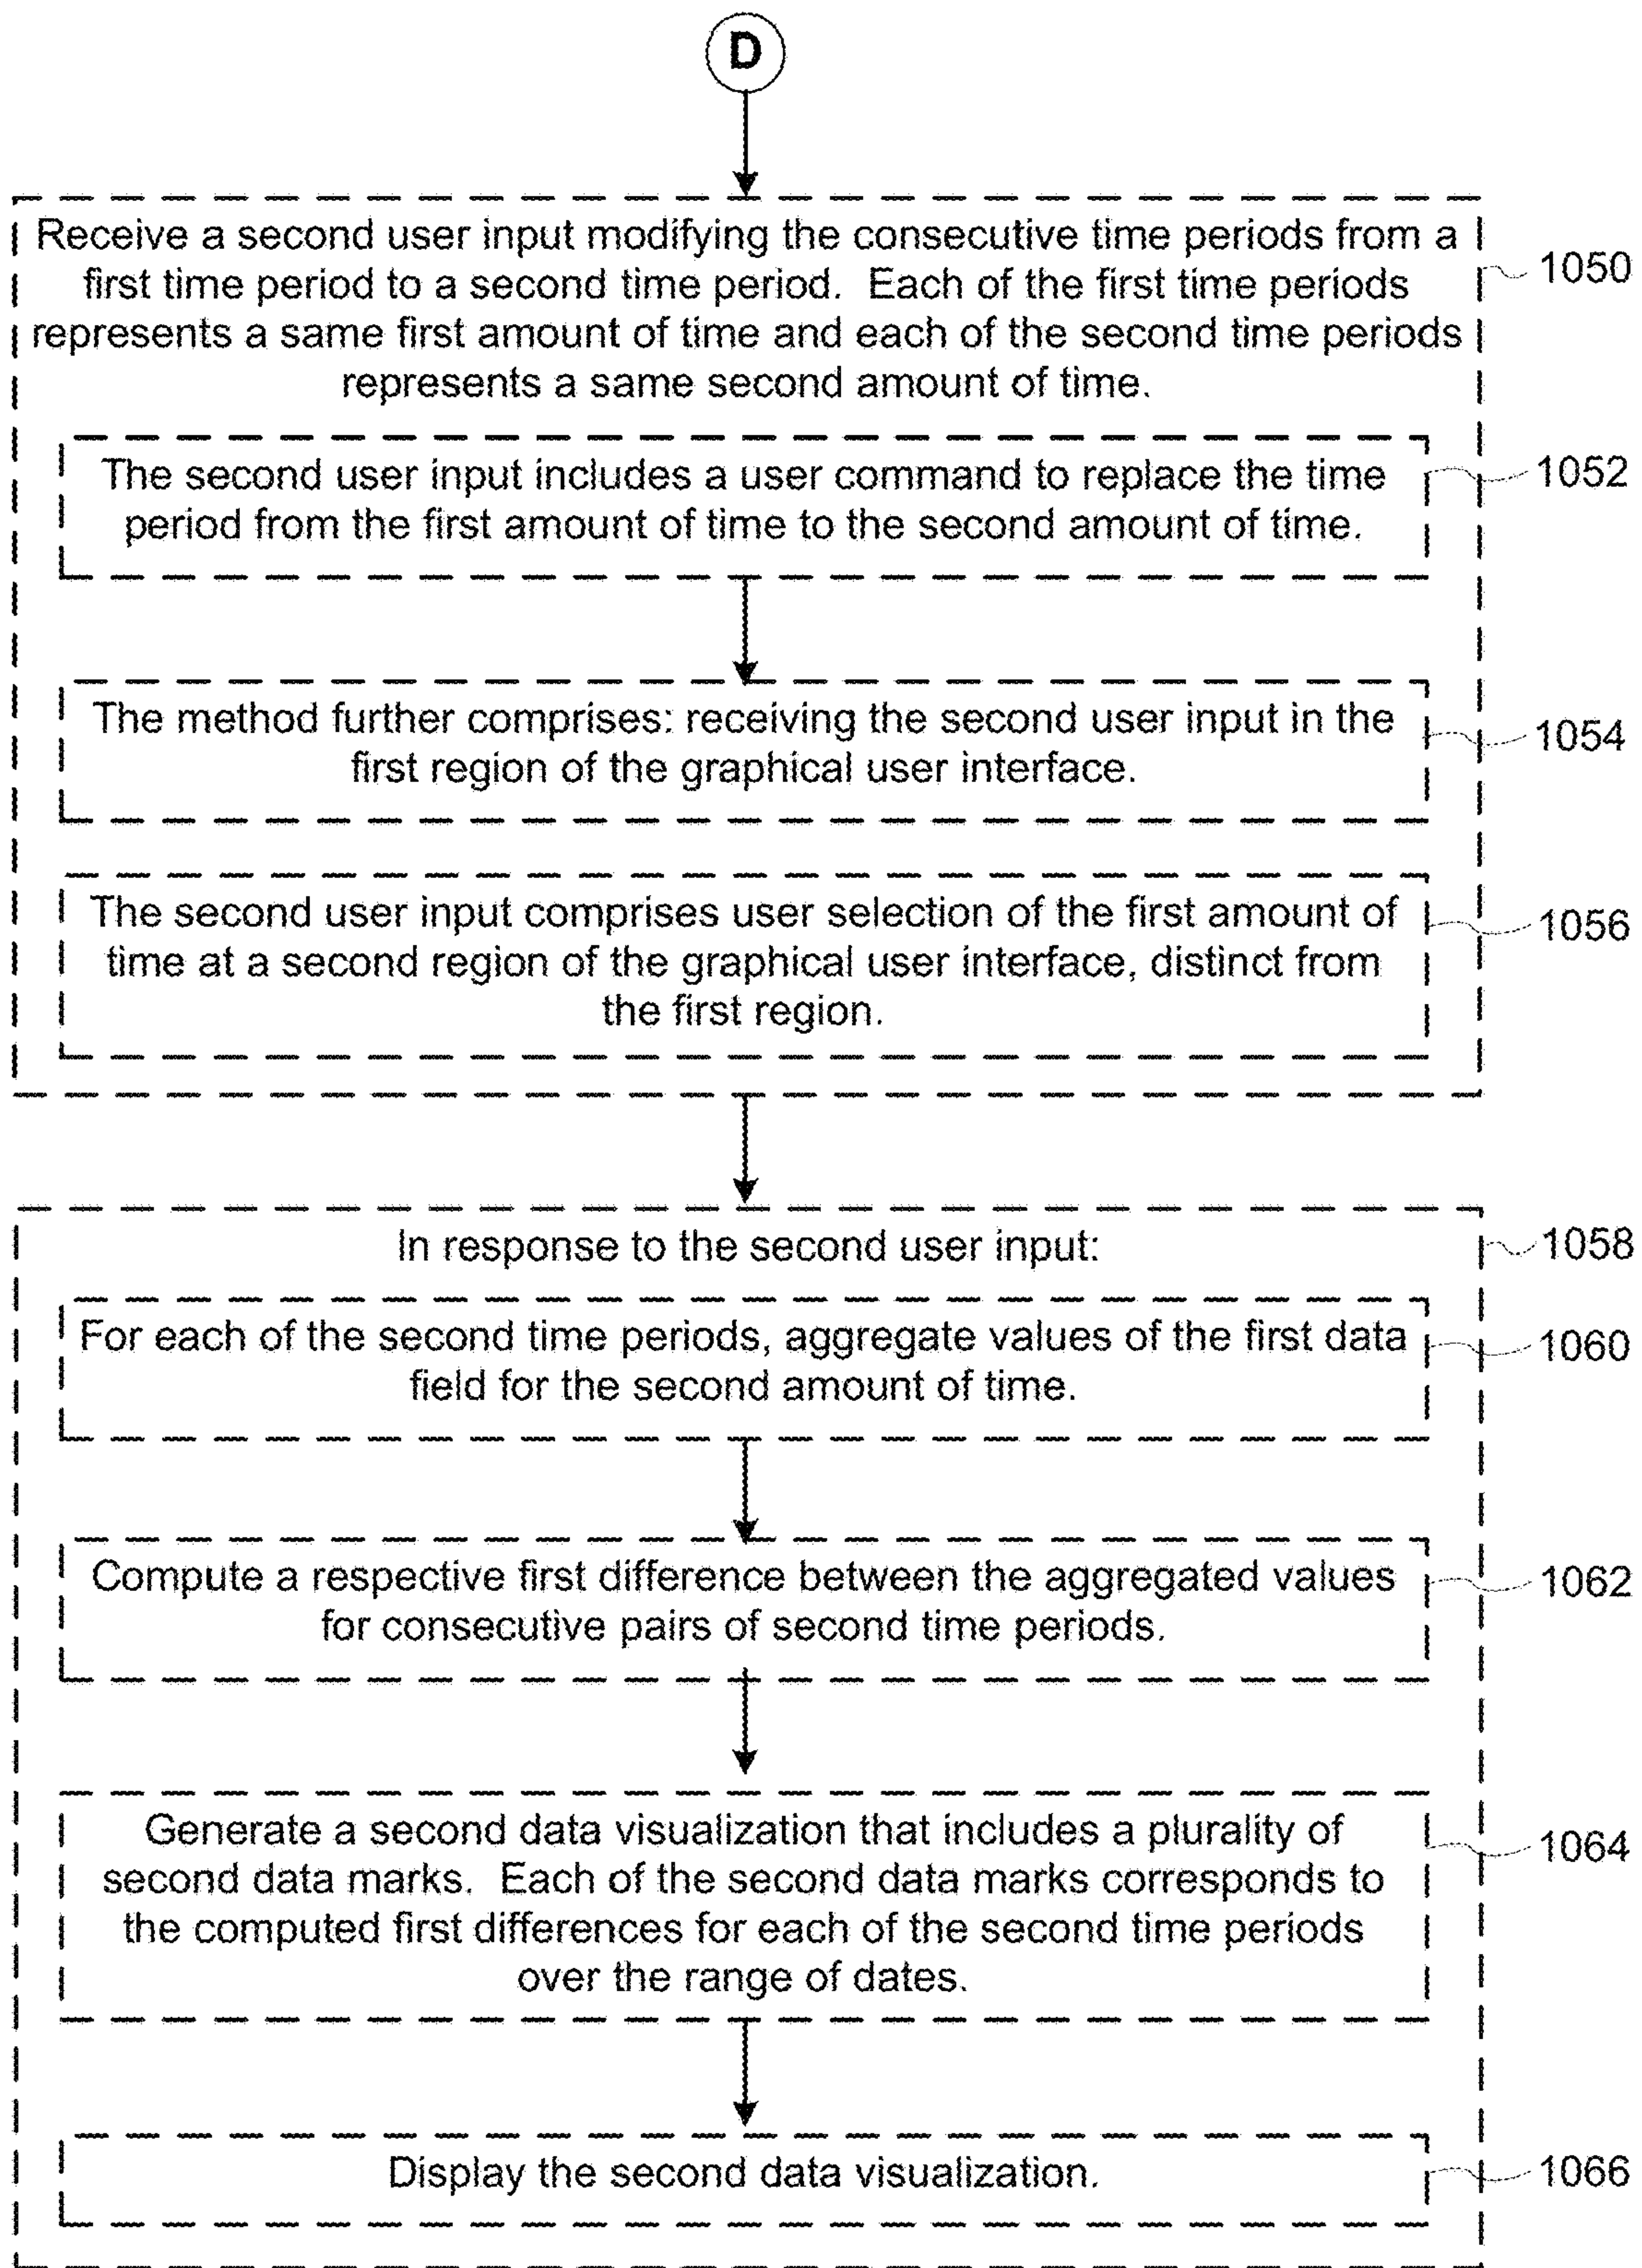 D
Receive a second user input modifying the consecutive time periods from a
first time period to a second time period.  Each of the first time periods
represents a same first amount of time and each of the second time periods
represents a same second amount of time.
1050
The second user input includes a user command to replace the time
period from the first amount of time to the second amount of time.
1052
The method further comprises: receiving the second user input in the
first region of the graphical user interface.
1054
The second user input comprises user selection of the first amount of
time at a second region of the graphical user interface, distinct from
the first region.
1056
In response to the second user input:
1058
For each of the second time periods, aggregate values of the first data
field for the second amount of time.
1060
Compute a respective first difference between the aggregated values
for consecutive pairs of second time periods.
1062
Generate a second data visualization that includes a plurality of
second data marks.  Each of the second data marks corresponds to
the computed first differences for each of the second time periods
over the range of dates.
1064
Display the second data visualization.
1066